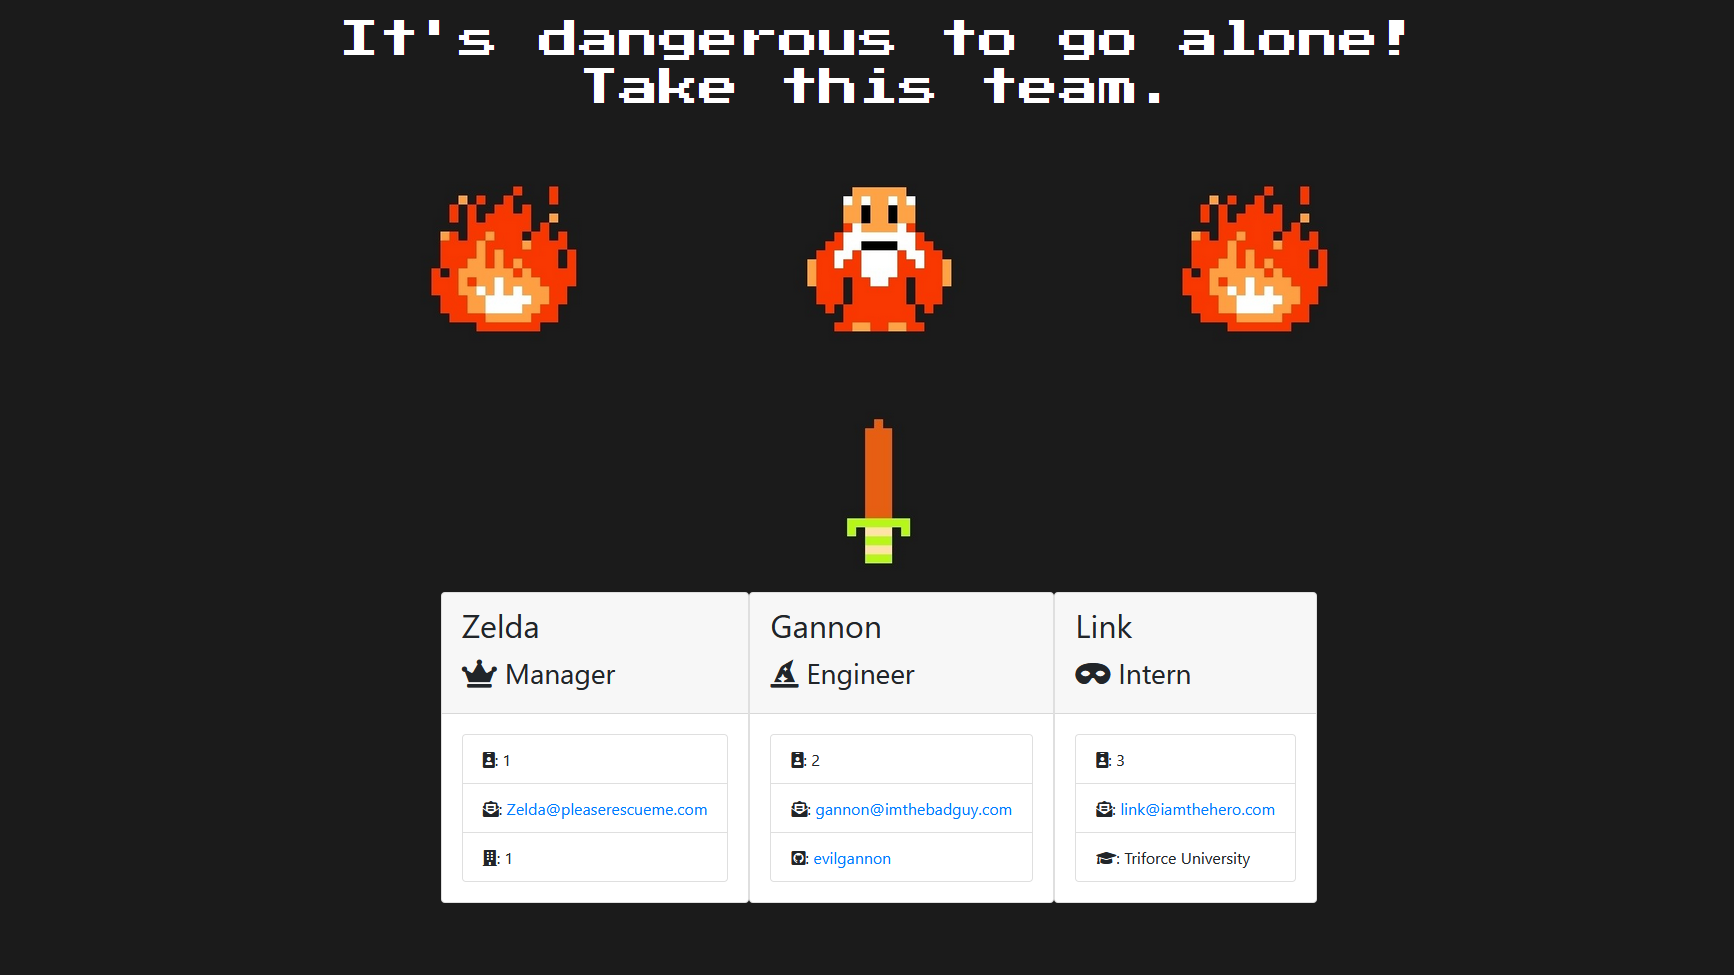 It's dangerous to go alone!
Take this team.
Zelda
Manager
: 1
: Zelda@pleaserescueme.com
: 1
Gannon
Engineer
: 2
: gannon@imthebadguy.com
: evilgannon
Link
Intern
: 3
: link@iamthehero.com
: Triforce University